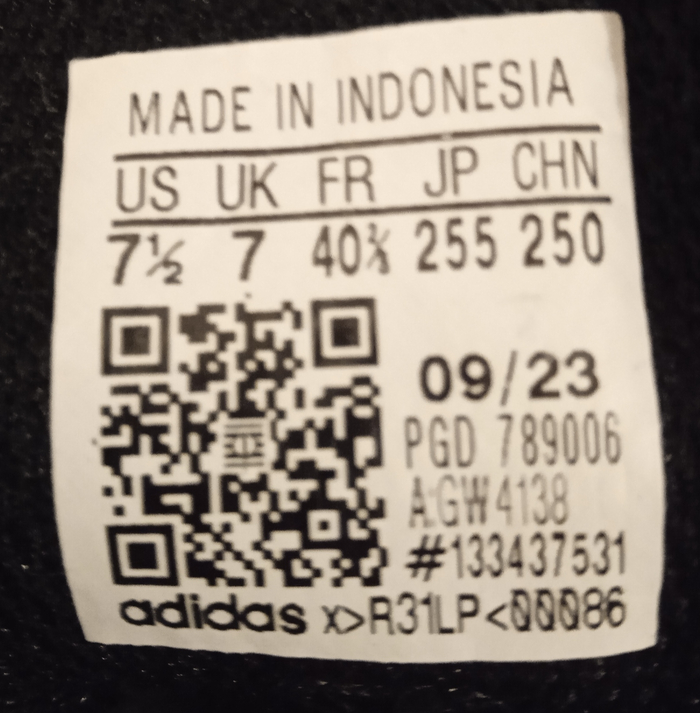 MADE IN INDONESIA
US UK FR JP CHN
7½ 7 40⅔ 255 250
09/23
PGD 789006
A:GW4138
#133437531
adidas x>R31LP<00086